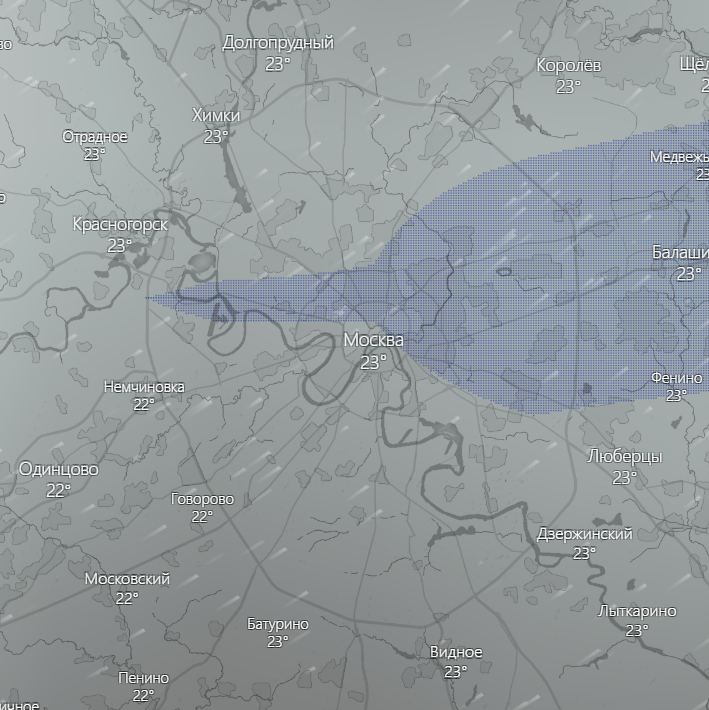 Долгопрудный
23°
Королёв
23°
Химки
23°
Отрадное
23°
Красногорск
23°
Москва
23°
Немчиновка
22°
Фенино
23°
Одинцово
22°
Люберцы
23°
Говорово
22°
Дзержинский
23°
Московский
22°
Лыткарино
23°
Батурино
23°
Видное
23°
Пенино
22°
Щёл
Медвежь
23
Балаши
23°
ичное